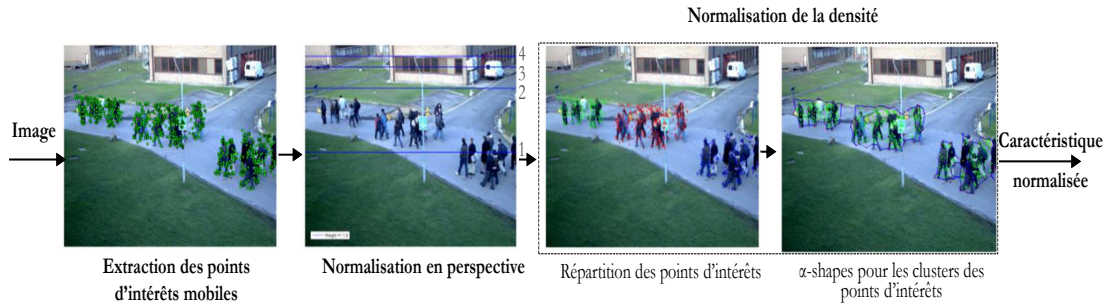 Normalisation de la densité
4
3
2
1
Image
Caractéristique
normalisée
Extraction des points
d'intérêts mobiles
Normalisation en perspective
Répartition des points d'intérêts
α-shapes pour les clusters des
points d'intérêts